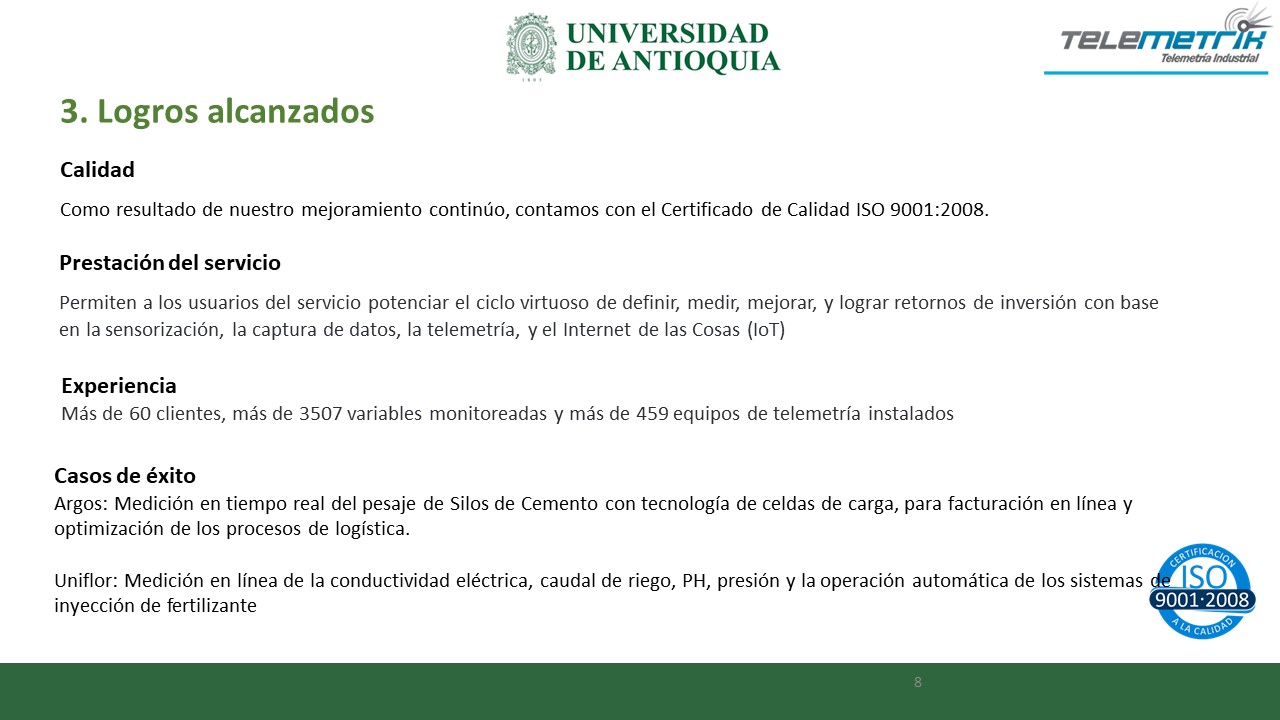 UNIVERSIDAD
DE ANTIOQUIA
1803
TELEMETRIK
Telemetría Industrial
3. Logros alcanzados
Calidad
Como resultado de nuestro mejoramiento continúo, contamos con el Certificado de Calidad ISO 9001:2008.
Prestación del servicio
Permiten a los usuarios del servicio potenciar el ciclo virtuoso de definir, medir, mejorar, y lograr retornos de inversión con base
en la sensorización, la captura de datos, la telemetría, y el Internet de las Cosas (IoT)
Experiencia
Más de 60 clientes, más de 3507 variables monitoreadas y más de 459 equipos de telemetría instalados
Casos de éxito
Argos: Medición en tiempo real del pesaje de Silos de Cemento con tecnología de celdas de carga, para facturación en línea y
optimización de los procesos de logística.
Uniflor: Medición en línea de la conductividad eléctrica, caudal de riego, PH, presión y la operación automática de los sistemas de
inyección de fertilizante
CERTIFICACION
ISO
9001·2008
A LA CALIDAD
8